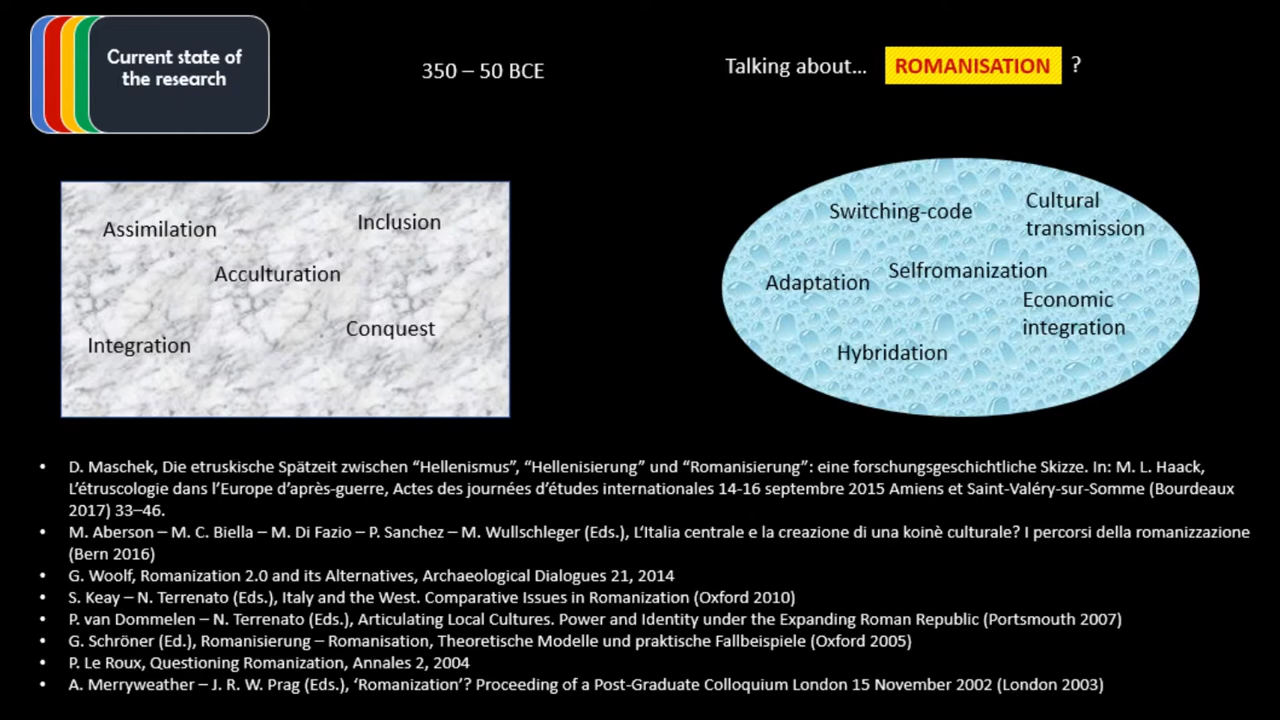 Current state of
the research
350 – 50 BCE
Talking about… ROMANISATION ?
Assimilation
Inclusion
Acculturation
Conquest
Integration
Switching-code
Cultural
transmission
Adaptation
Selfromanization
Economic
integration
Hybridation
• D. Maschek, Die etruskische Spätzeit zwischen “Hellenismus”, “Hellenisierung” und “Romanisierung”: eine forschungsgeschichtliche Skizze. In: M. L. Haack,
L’étruscologie dans l’Europe d’après-guerre, Actes des journées d’études internationales 14-16 septembre 2015 Amiens et Saint-Valéry-sur-Somme (Bourdeaux
2017) 33–46.
• M. Aberson – M. C. Biella – M. Di Fazio – P. Sanchez – M. Wullschleger (Eds.), L‘Italia centrale e la creazione di una koinè culturale? I percorsi della romanizzazione
(Bern 2016)
• G. Woolf, Romanization 2.0 and its Alternatives, Archaeological Dialogues 21, 2014
• S. Keay – N. Terrenato (Eds.), Italy and the West. Comparative Issues in Romanization (Oxford 2010)
• P. van Dommelen – N. Terrenato (Eds.), Articulating Local Cultures. Power and Identity under the Expanding Roman Republic (Portsmouth 2007)
• G. Schröner (Ed.), Romanisierung – Romanisation, Theoretische Modelle und praktische Fallbeispiele (Oxford 2005)
• P. Le Roux, Questioning Romanization, Annales 2, 2004
• A. Merryweather – J. R. W. Prag (Eds.), ‘Romanization’? Proceeding of a Post-Graduate Colloquium London 15 November 2002 (London 2003)